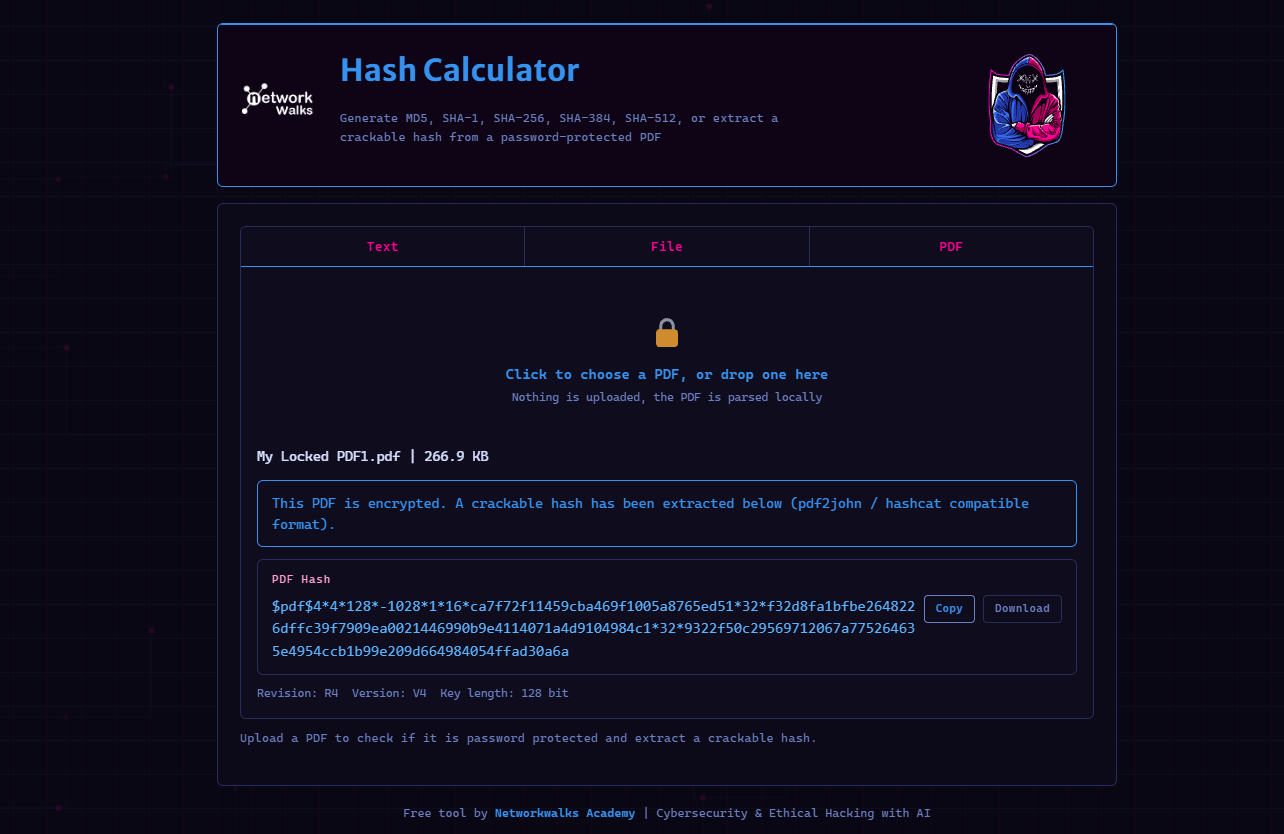 networkwalks
Hash Calculator
Generate MD5, SHA-1, SHA-256, SHA-384, SHA-512, or extract a
crackable hash from a password-protected PDF
Text
File
PDF
Click to choose a PDF, or drop one here
Nothing is uploaded, the PDF is parsed locally
My Locked PDF1.pdf | 266.9 KB
This PDF is encrypted. A crackable hash has been extracted below (pdf2john / hashcat compatible
format).
PDF Hash
$pdf$4*4*128*-1028*1*16*ca7f72f11459cba469f1005a8765ed51*32*f32d8fa1bfbe264822
6dffc39f7909ea0021446990b9e4114071a4d9104984c1*32*9322f50c29569712067a77526463
5e4954ccb1b99e209d664984054ffad30a6a
Copy
Download
Revision: R4 Version: V4 Key length: 128 bit
Upload a PDF to check if it is password protected and extract a crackable hash.
Free tool by Networkwalks Academy | Cybersecurity & Ethical Hacking with AI